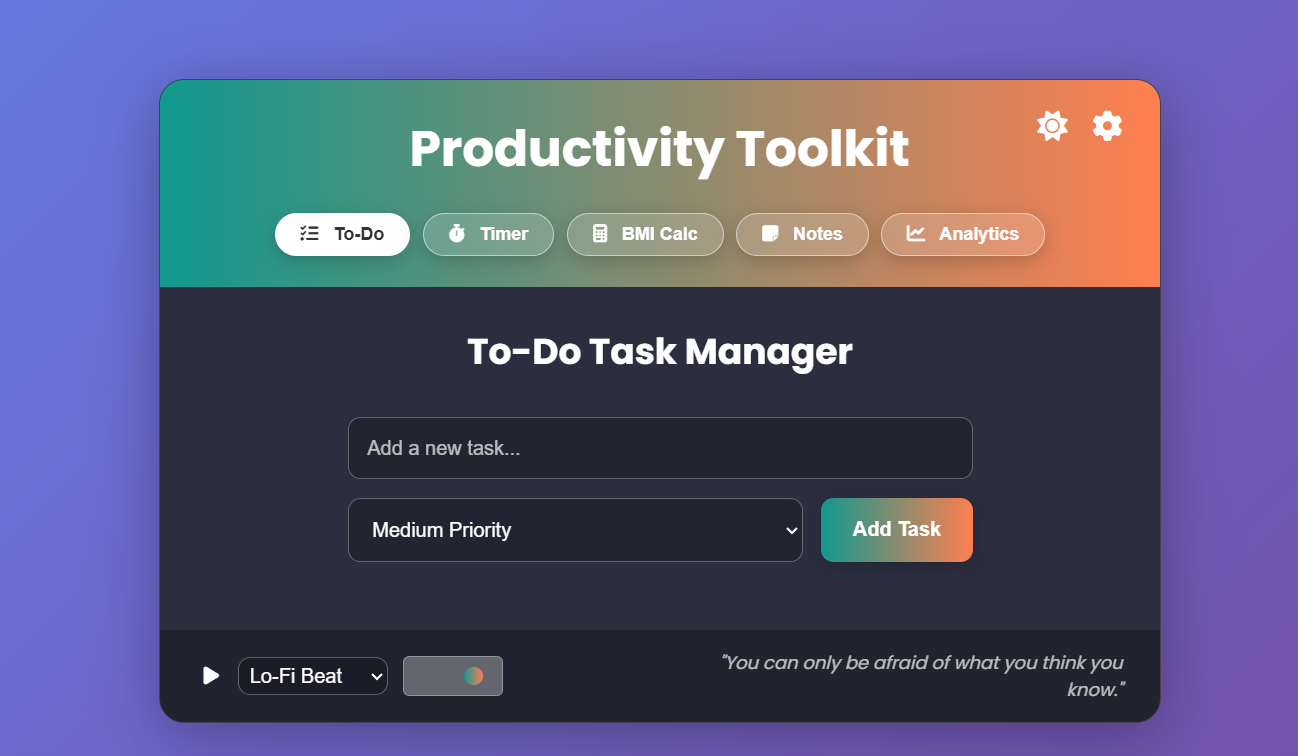 Productivity Toolkit
To-Do Timer BMI Calc Notes Analytics
To-Do Task Manager
Add a new task...
Medium Priority Add Task
Lo-Fi Beat
"You can only be afraid of what you think you
know."